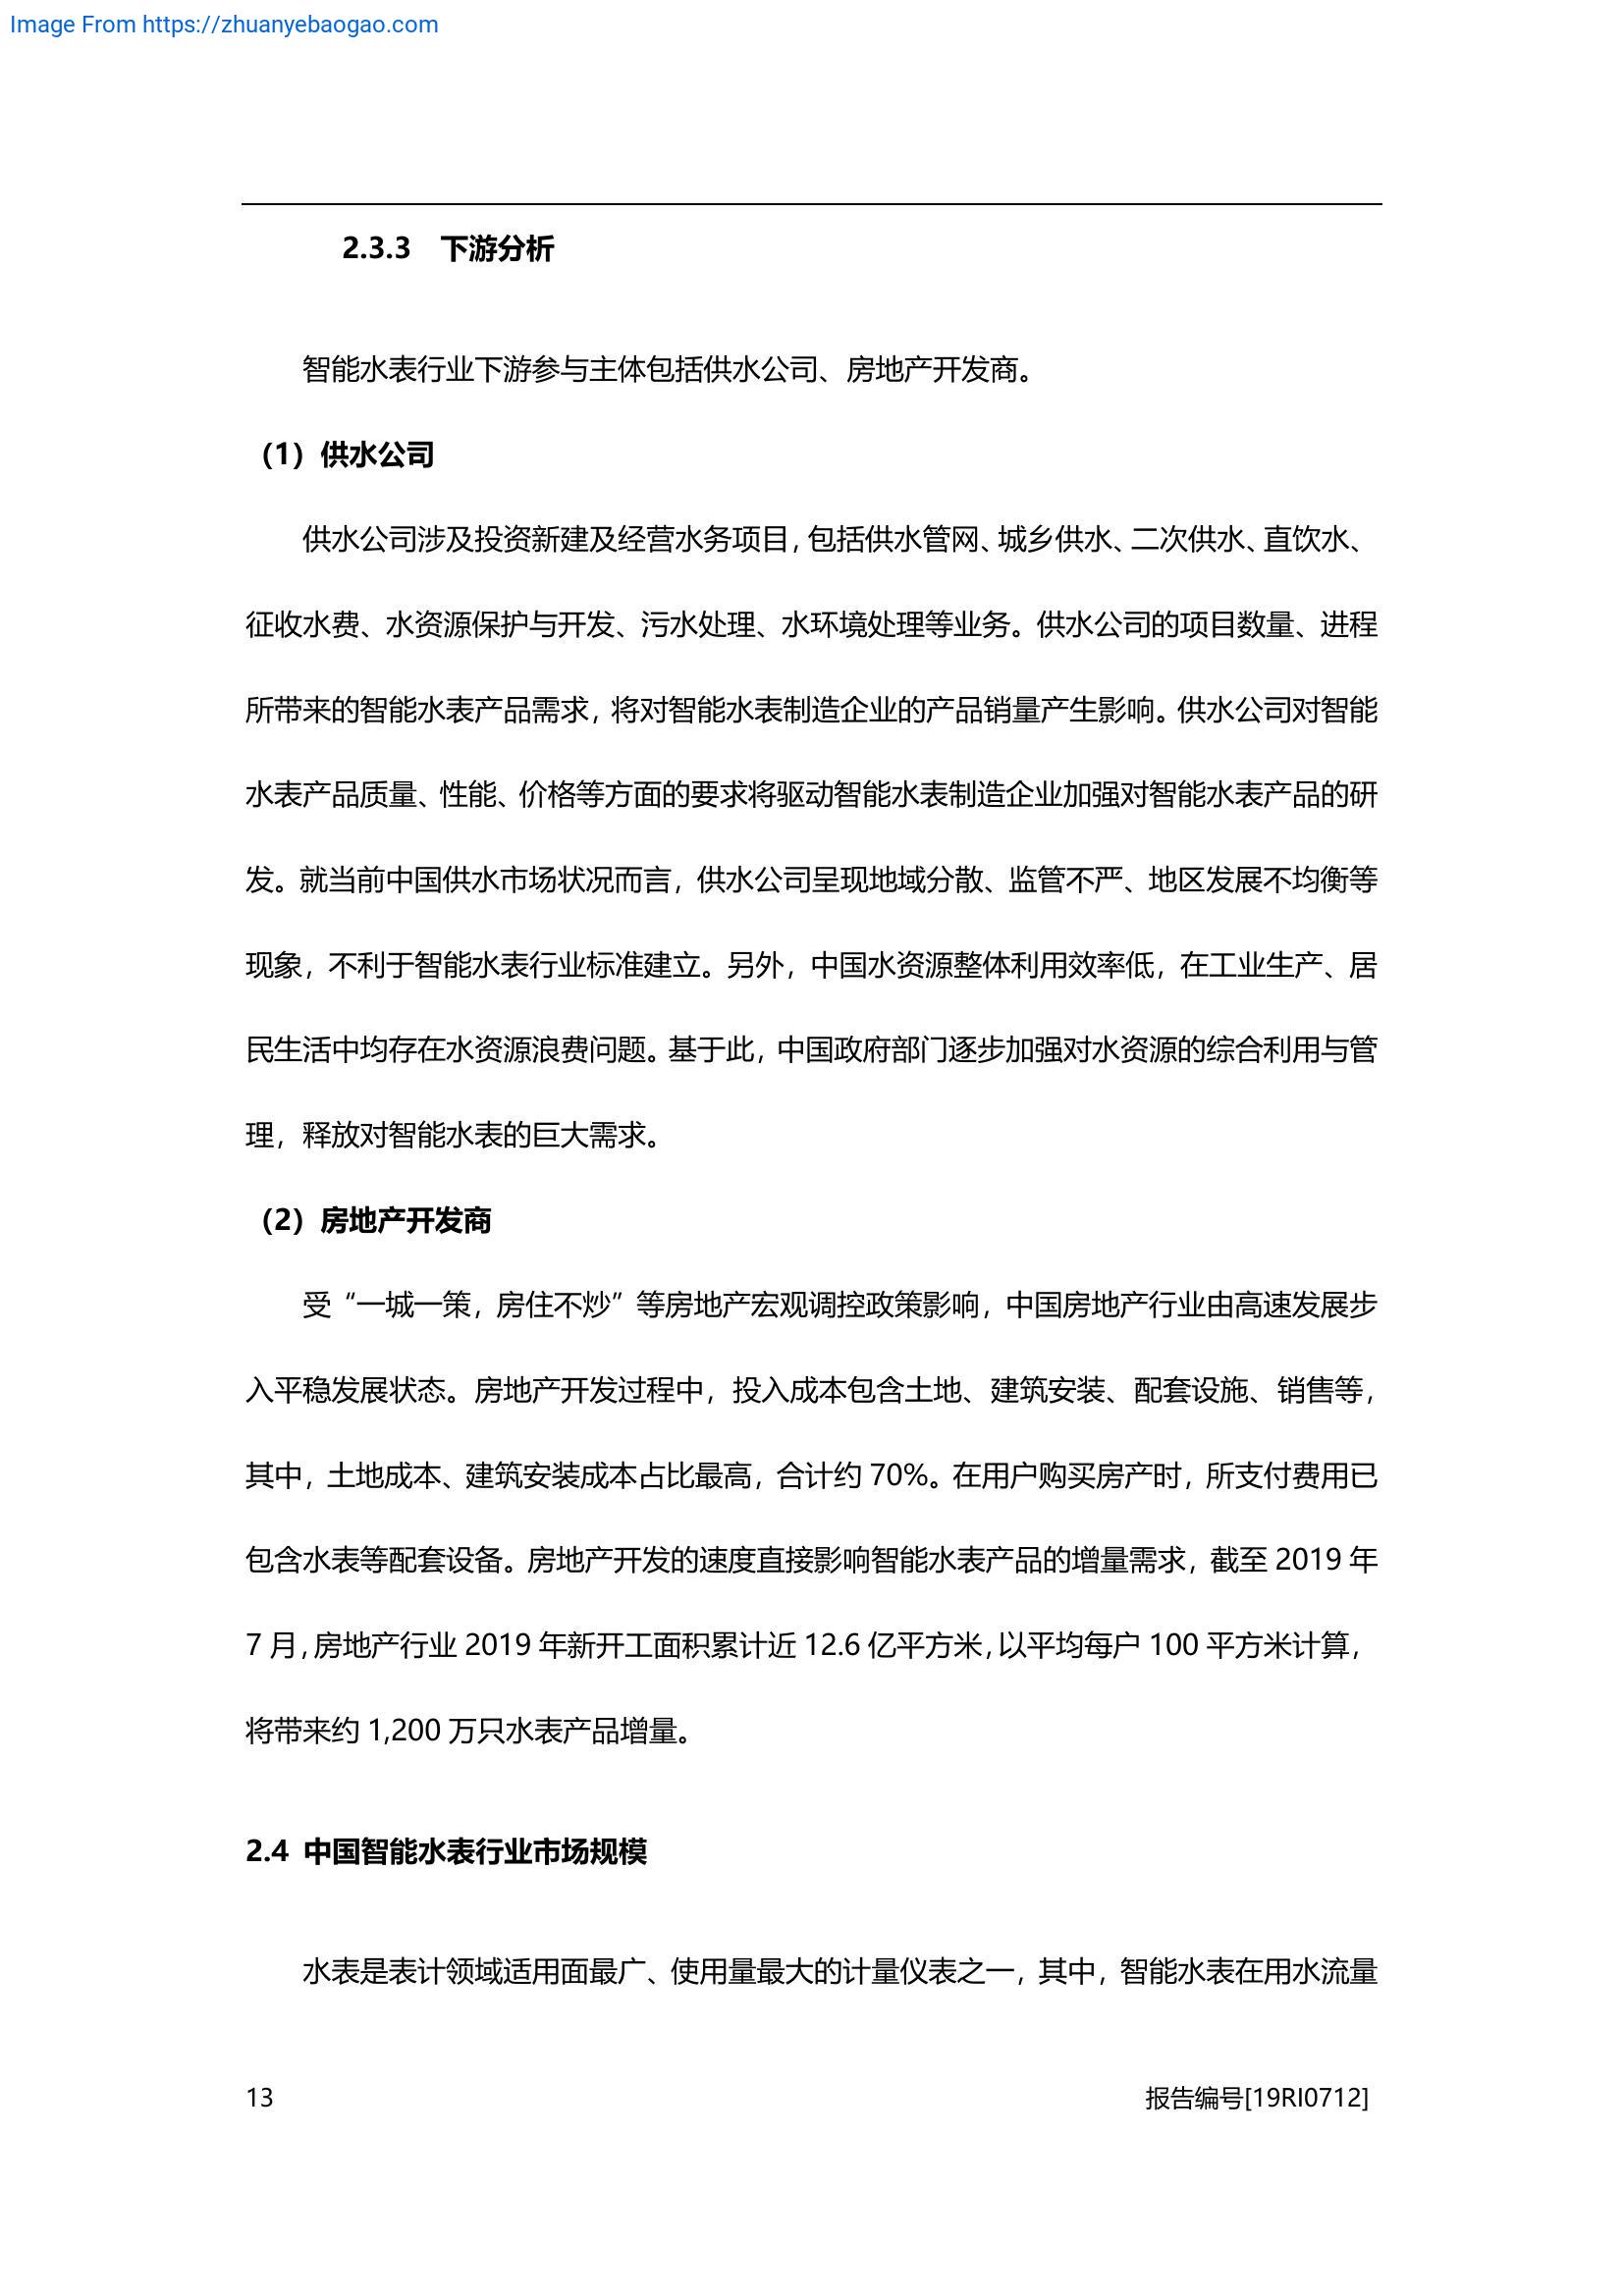 Image From https://zhuanyebaogao.com
2.3.3 下游分析
智能水表行业下游参与主体包括供水公司、房地产开发商。
（1）供水公司
供水公司涉及投资新建及经营水务项目，包括供水管网、城乡供水、二次供水、直饮水、
征收水费、水资源保护与开发、污水处理、水环境处理等业务。供水公司的项目数量、进程
所带来的智能水表产品需求，将对智能水表制造企业的产品销量产生影响。供水公司对智能
水表产品质量、性能、价格等方面的要求将驱动智能水表制造企业加强对智能水表产品的研
发。就当前中国供水市场状况而言，供水公司呈现地域分散、监管不严、地区发展不均衡等
现象，不利于智能水表行业标准建立。另外，中国水资源整体利用效率低，在工业生产、居
民生活中均存在水资源浪费问题。基于此，中国政府部门逐步加强对水资源的综合利用与管
理，释放对智能水表的巨大需求。
（2）房地产开发商
受“一城一策，房住不炒”等房地产宏观调控政策影响，中国房地产行业由高速发展步
入平稳发展状态。房地产开发过程中，投入成本包含土地、建筑安装、配套设施、销售等，
其中，土地成本、建筑安装成本占比最高，合计约 70%。在用户购买房产时，所支付费用已
包含水表等配套设备。房地产开发的速度直接影响智能水表产品的增量需求，截至 2019 年
7 月，房地产行业 2019 年新开工面积累计近 12.6 亿平方米，以平均每户 100 平方米计算，
将带来约 1,200 万只水表产品增量。
2.4 中国智能水表行业市场规模
水表是表计领域适用面最广、使用量最大的计量仪表之一，其中，智能水表在用水流量
13 报告编号[19RI0712]